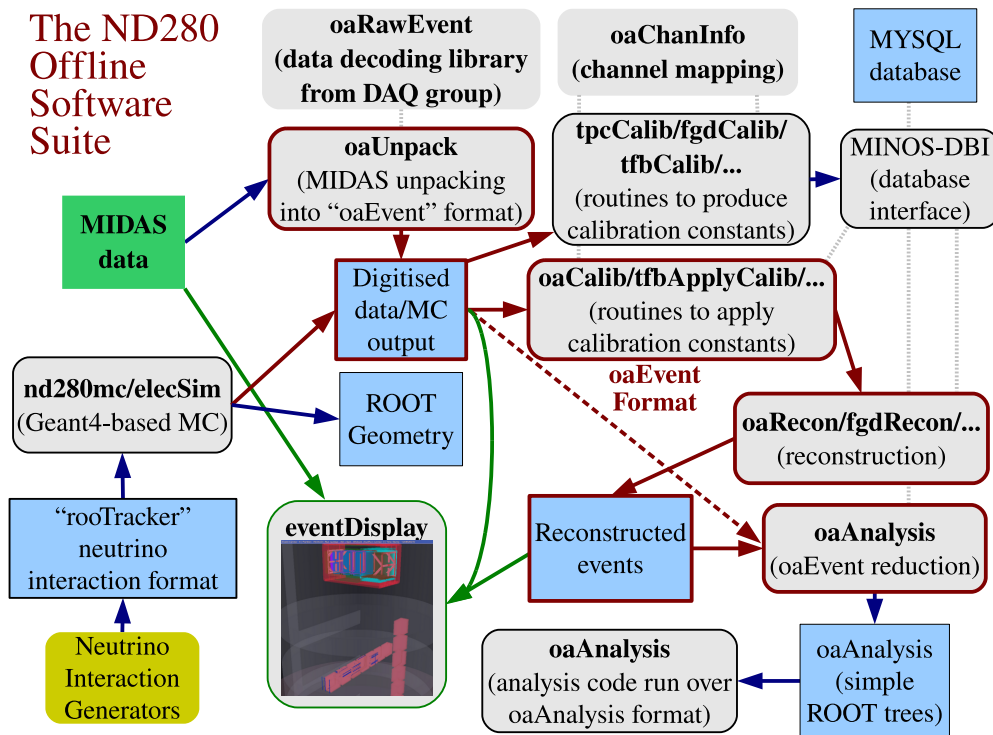 The ND280
Offline
Software
Suite
oaRawEvent
(data decoding library
from DAQ group)
oaChanInfo
(channel mapping)
MYSQL
database
oaUnpack
(MIDAS unpacking
into “oaEvent” format)
tpcCalib/fgdCalib/
tfbCalib/...
(routines to produce
calibration constants)
MINOS-DBI
(database
interface)
MIDAS
data
Digitised
data/MC
output
oaCalib/tfbApplyCalib/...
(routines to apply
calibration constants)
oaEvent
Format
nd280mc/elecSim
(Geant4-based MC)
ROOT
Geometry
oaRecon/fgdRecon/...
(reconstruction)
“rooTracker”
neutrino
interaction format
eventDisplay
Reconstructed
events
oaAnalysis
(oaEvent reduction)
Neutrino
Interaction
Generators
oaAnalysis
(analysis code run over
oaAnalysis format)
oaAnalysis
(simple
ROOT trees)